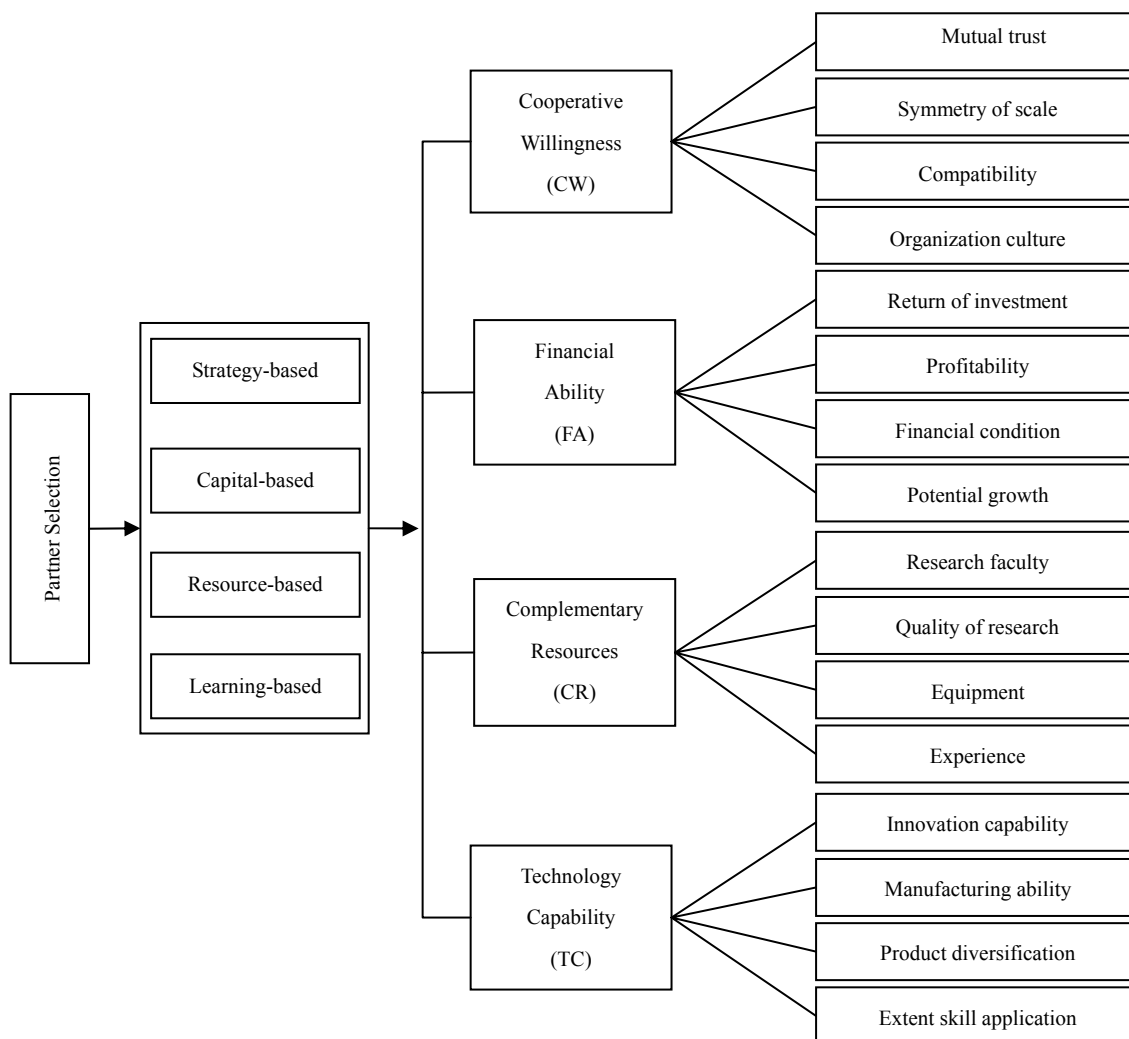 Partner Selection
Strategy-based
Capital-based
Resource-based
Learning-based
Cooperative
Willingness
(CW)
Mutual trust
Symmetry of scale
Compatibility
Organization culture
Financial
Ability
(FA)
Return of investment
Profitability
Financial condition
Potential growth
Complementary
Resources
(CR)
Research faculty
Quality of research
Equipment
Experience
Technology
Capability
(TC)
Innovation capability
Manufacturing ability
Product diversification
Extent skill application